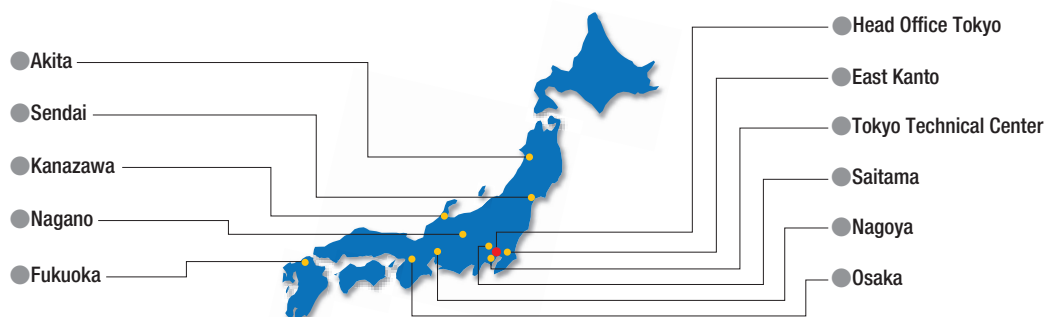 Akita
Sendai
Kanazawa
Nagano
Fukuoka
Head Office Tokyo
East Kanto
Tokyo Technical Center
Saitama
Nagoya
Osaka